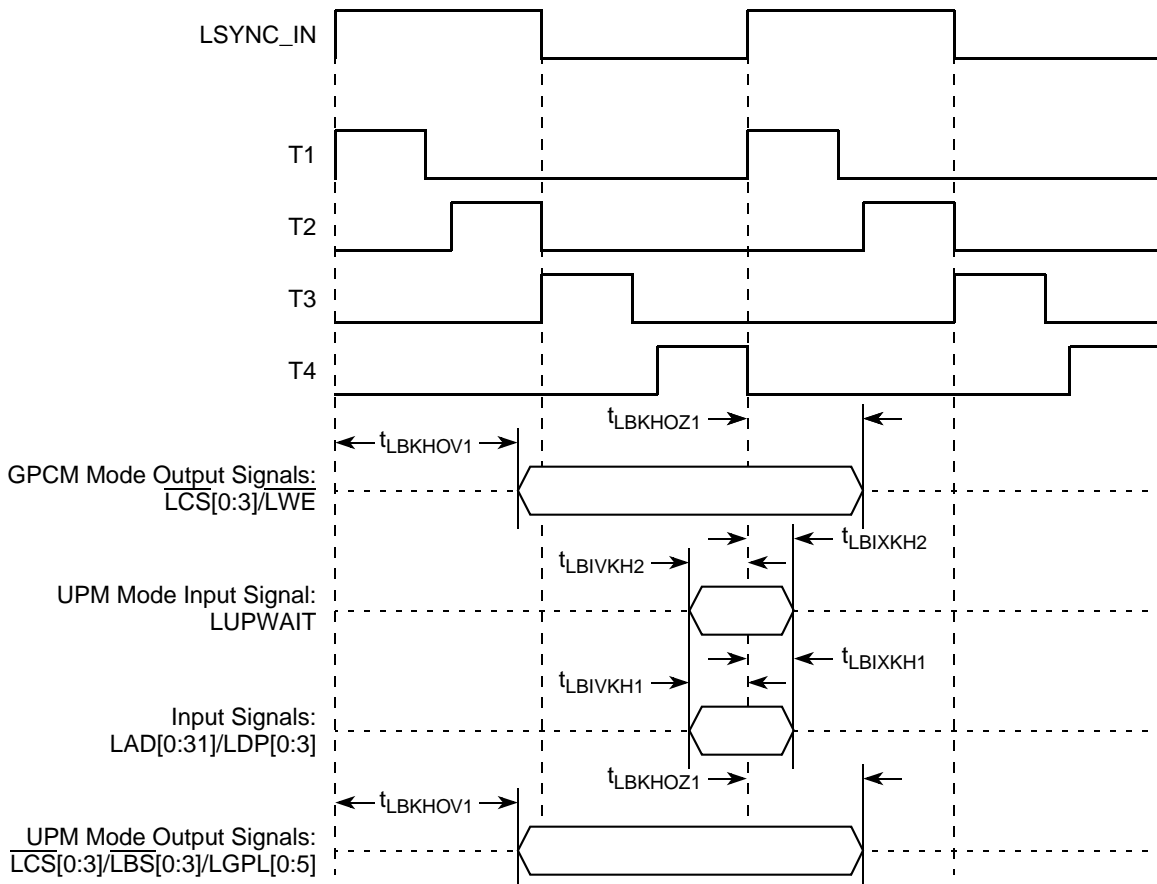 LSYNC_IN
T1
T2
T3
T4
tLBKHOZ1
tLBKHOV1
GPCM Mode Output Signals:
LCS[0:3]/LWE
tLBIXKH2
tLBIVKH2
UPM Mode Input Signal:
LUPWAIT
tLBIXKH1
tLBIVKH1
Input Signals:
LAD[0:31]/LDP[0:3]
tLBKHOZ1
tLBKHOV1
UPM Mode Output Signals:
LCS[0:3]/LBS[0:3]/LGPL[0:5]